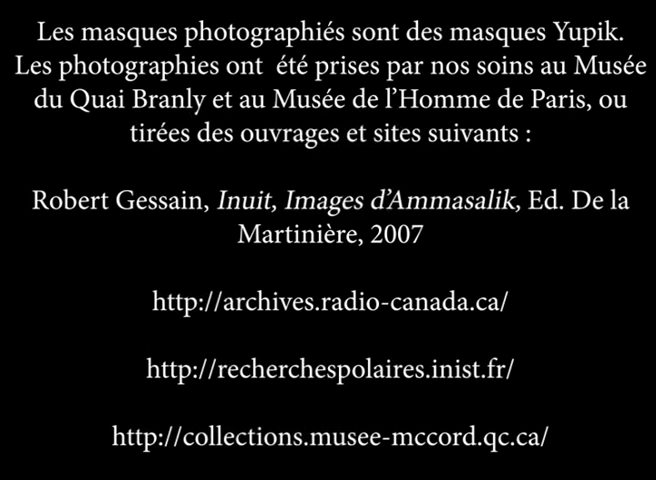 Les masques photographiés sont des masques Yupik.
Les photographies ont  été prises par nos soins au Musée
du Quai Branly et au Musée de l'Homme de Paris, ou
tirées des ouvrages et sites suivants :
Robert Gessain, Inuit, Images d'Ammasalik, Ed. De la
Martinière, 2007
http://archives.radio-canada.ca/
http://recherchespolaires.inist.fr/
http://collections.musee-mccord.qc.ca/